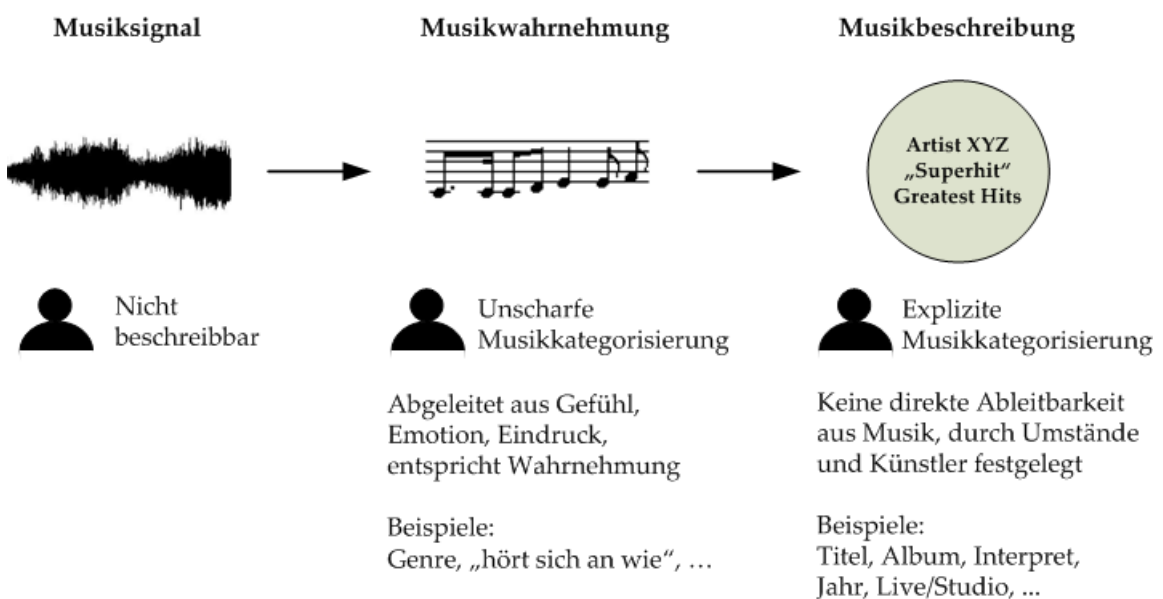 Musiksignal
Musikwahrnehmung
Musikbeschreibung
Artist XYZ
„Superhit“
Greatest Hits
Nicht
beschreibbar
Unscharfe
Musikkategorisierung
Abgeleitet aus Gefühl,
Emotion, Eindruck,
entspricht Wahrnehmung
Beispiele:
Genre, „hört sich an wie“, …
Explizite
Musikkategorisierung
Keine direkte Ableitbarkeit
aus Musik, durch Umstände
und Künstler festgelegt
Beispiele:
Titel, Album, Interpret,
Jahr, Live/Studio, ...